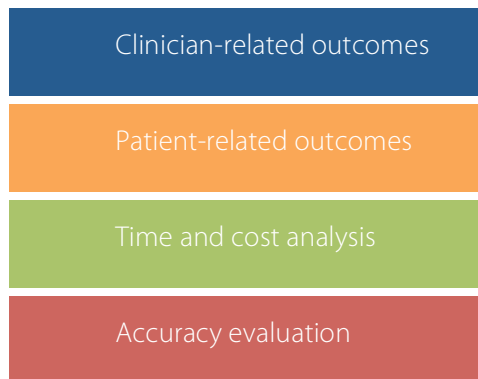 Clinician-related outcomes
Patient-related outcomes
Time and cost analysis
Accuracy evaluation